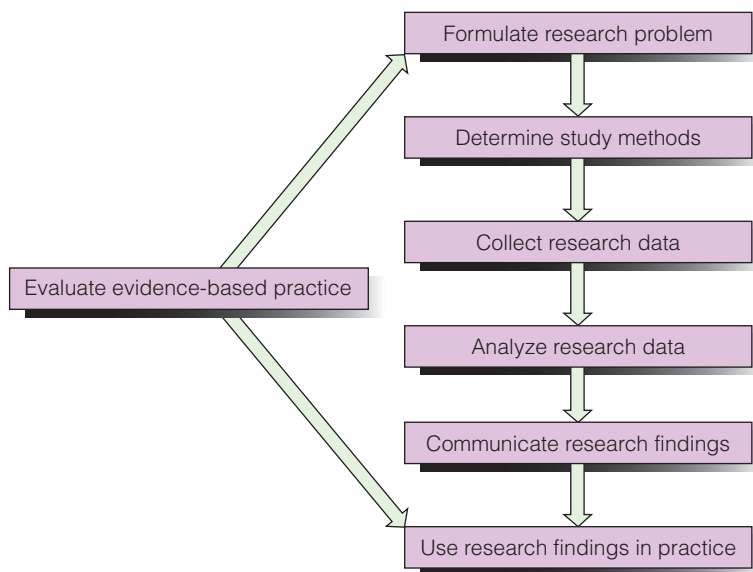 Formulate research problem
Determine study methods
Collect research data
Evaluate evidence-based practice
Analyze research data
Communicate research findings
Use research findings in practice